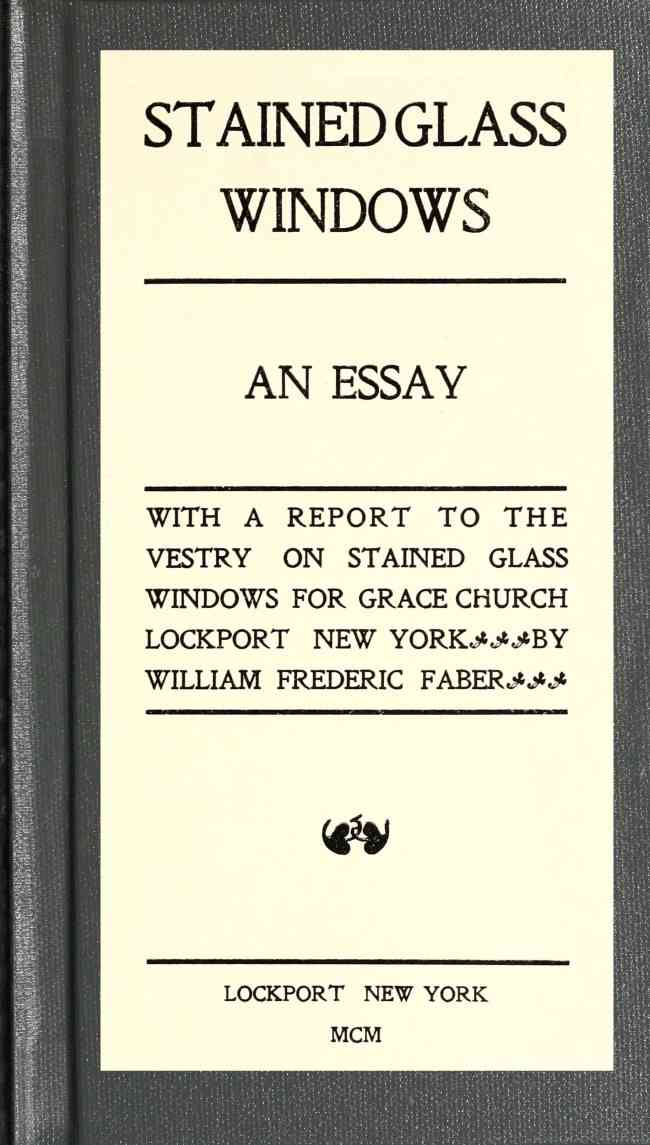 STAINED GLASS
WINDOWS
AN ESSAY
WITH A REPORT TO THE
VESTRY ON STAINED GLASS
WINDOWS FOR GRACE CHURCH
LOCKPORT NEW YORK BY
WILLIAM FREDERIC FABER
LOCKPORT NEW YORK
MCM